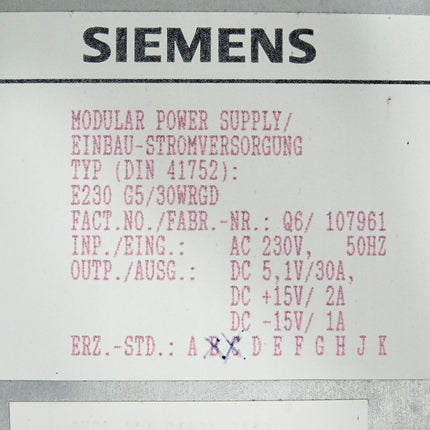 SIEMENS
MODULAR POWER SUPPLY/
EINBAU-STROMVERSORGUNG
TYP (DIN 41752):
E230 G5/30WRGD
FACT.NO./FABR.-NR.: Q6/ 107961
INP./EING.: AC 230V, 50HZ
OUTP./AUSG.: DC 5,1V/30A,
DC +15V/ 2A
DC -15V/ 1A
ERZ.-STD.: A B C D E F G H J K